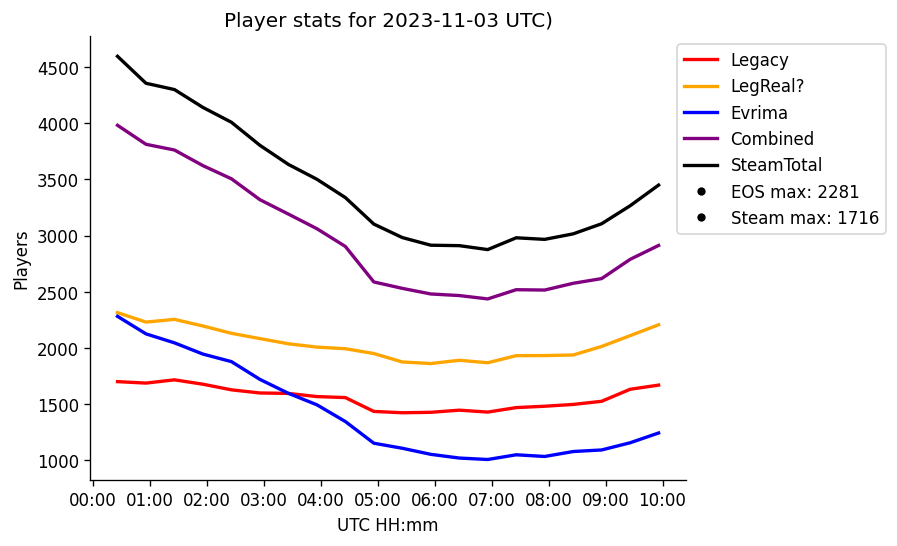 Player stats for 2023-11-03 UTC)
Legacy
LegReal?
Evrima
Combined
SteamTotal
EOS max: 2281
Steam max: 1716
Players
4500
4000
3500
3000
2500
2000
1500
1000
00:00 01:00 02:00 03:00 04:00 05:00 06:00 07:00 08:00 09:00 10:00
UTC HH:mm